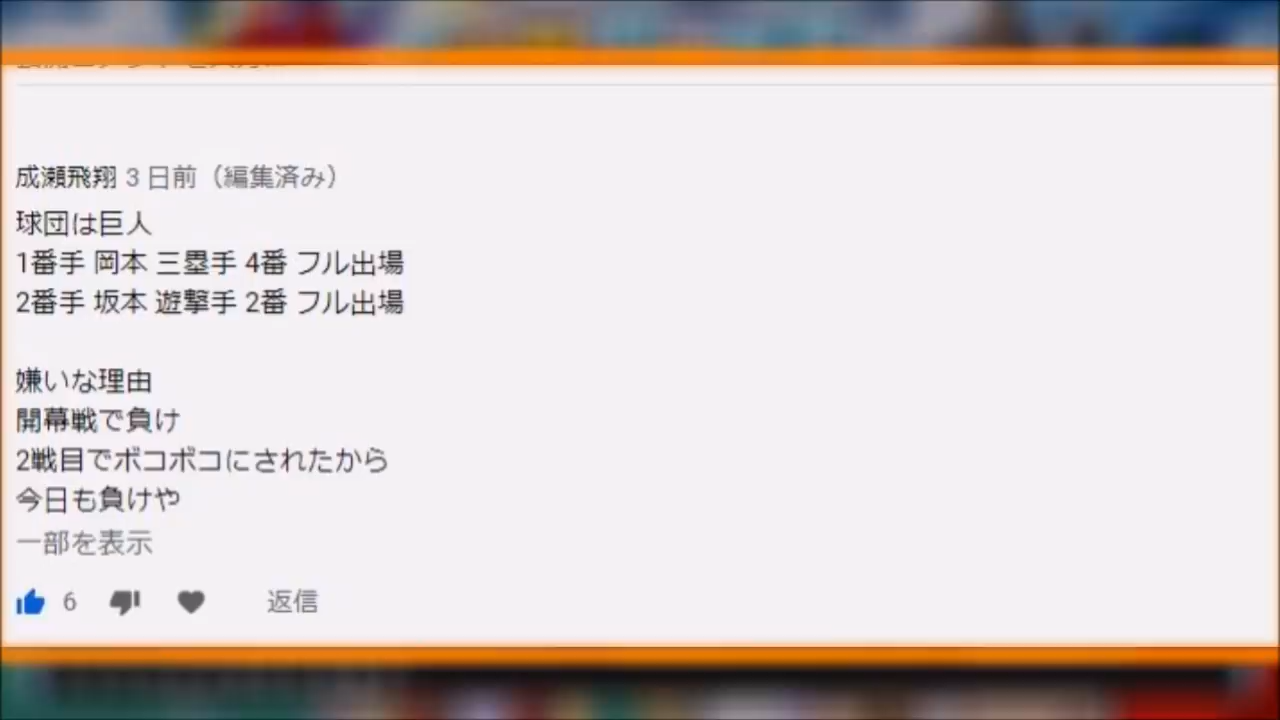 成瀬飛翔 3 日前（編集済み）
球団は巨人
1番手 岡本 三塁手 4番 フル出場
2番手 坂本 遊撃手 2番 フル出場
嫌いな理由
開幕戦で負け
2戦目でボコボコにされたから
今日も負けや
一部を表示
6 返信